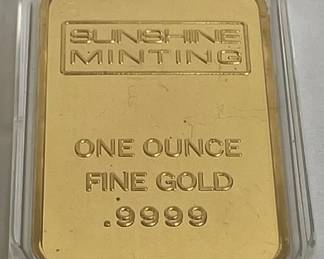 SUNSHINE
MINTING
ONE OUNCE
FINE GOLD
.9999